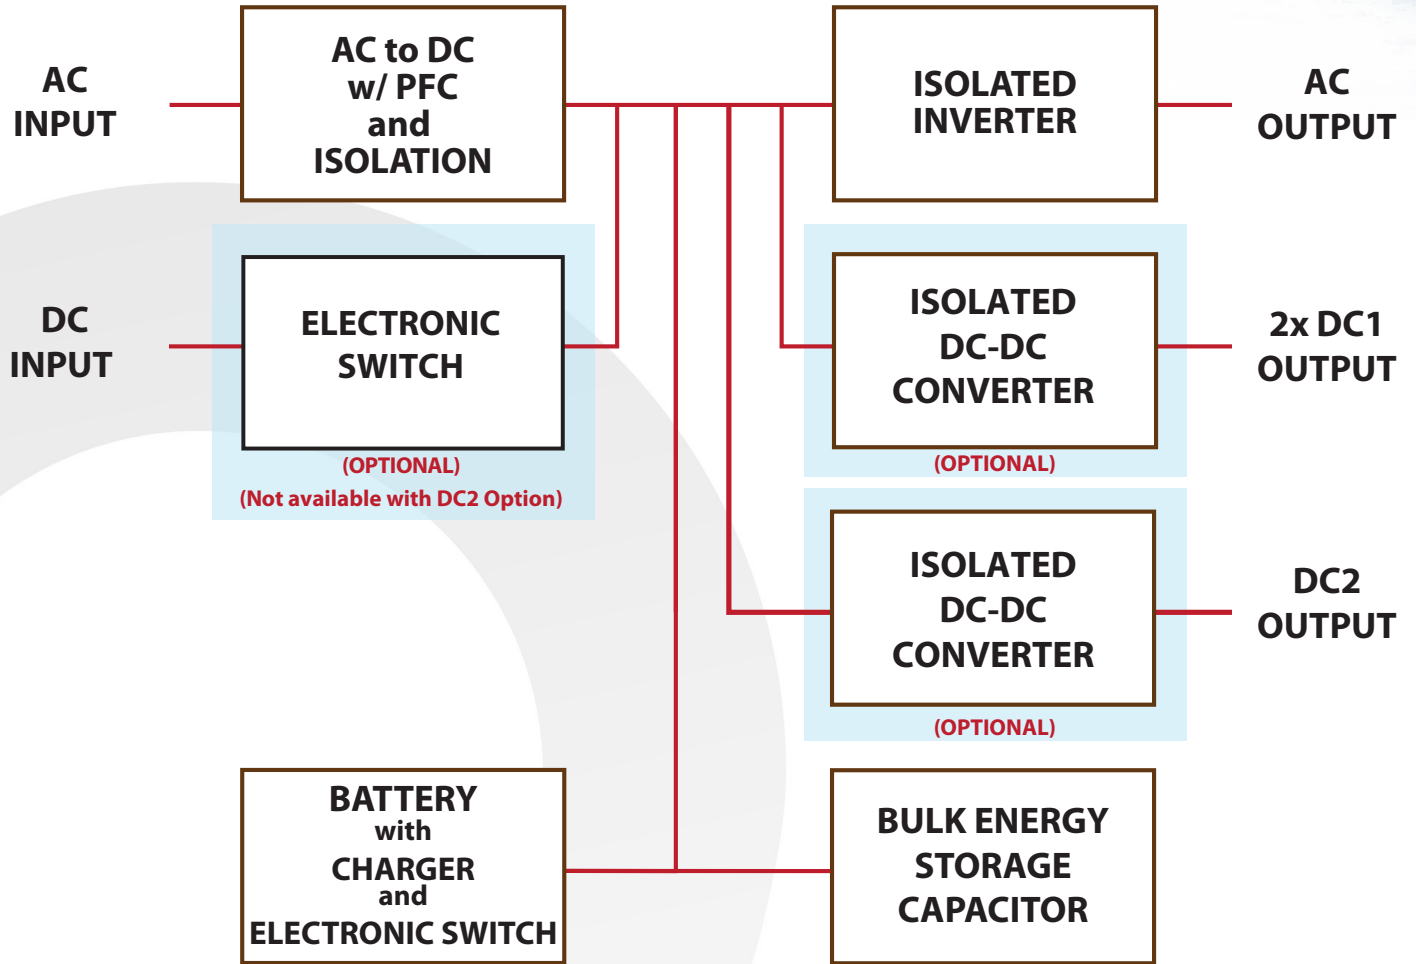 AC
INPUT
AC to DC
w/ PFC
and
ISOLATION
ISOLATED
INVERTER
AC
OUTPUT
DC
INPUT
ELECTRONIC
SWITCH
(OPTIONAL)
(Not available with DC2 Option)
ISOLATED
DC-DC
CONVERTER
(OPTIONAL)
2x DC1
OUTPUT
ISOLATED
DC-DC
CONVERTER
(OPTIONAL)
DC2
OUTPUT
BATTERY
with
CHARGER
and
ELECTRONIC SWITCH
BULK ENERGY
STORAGE
CAPACITOR